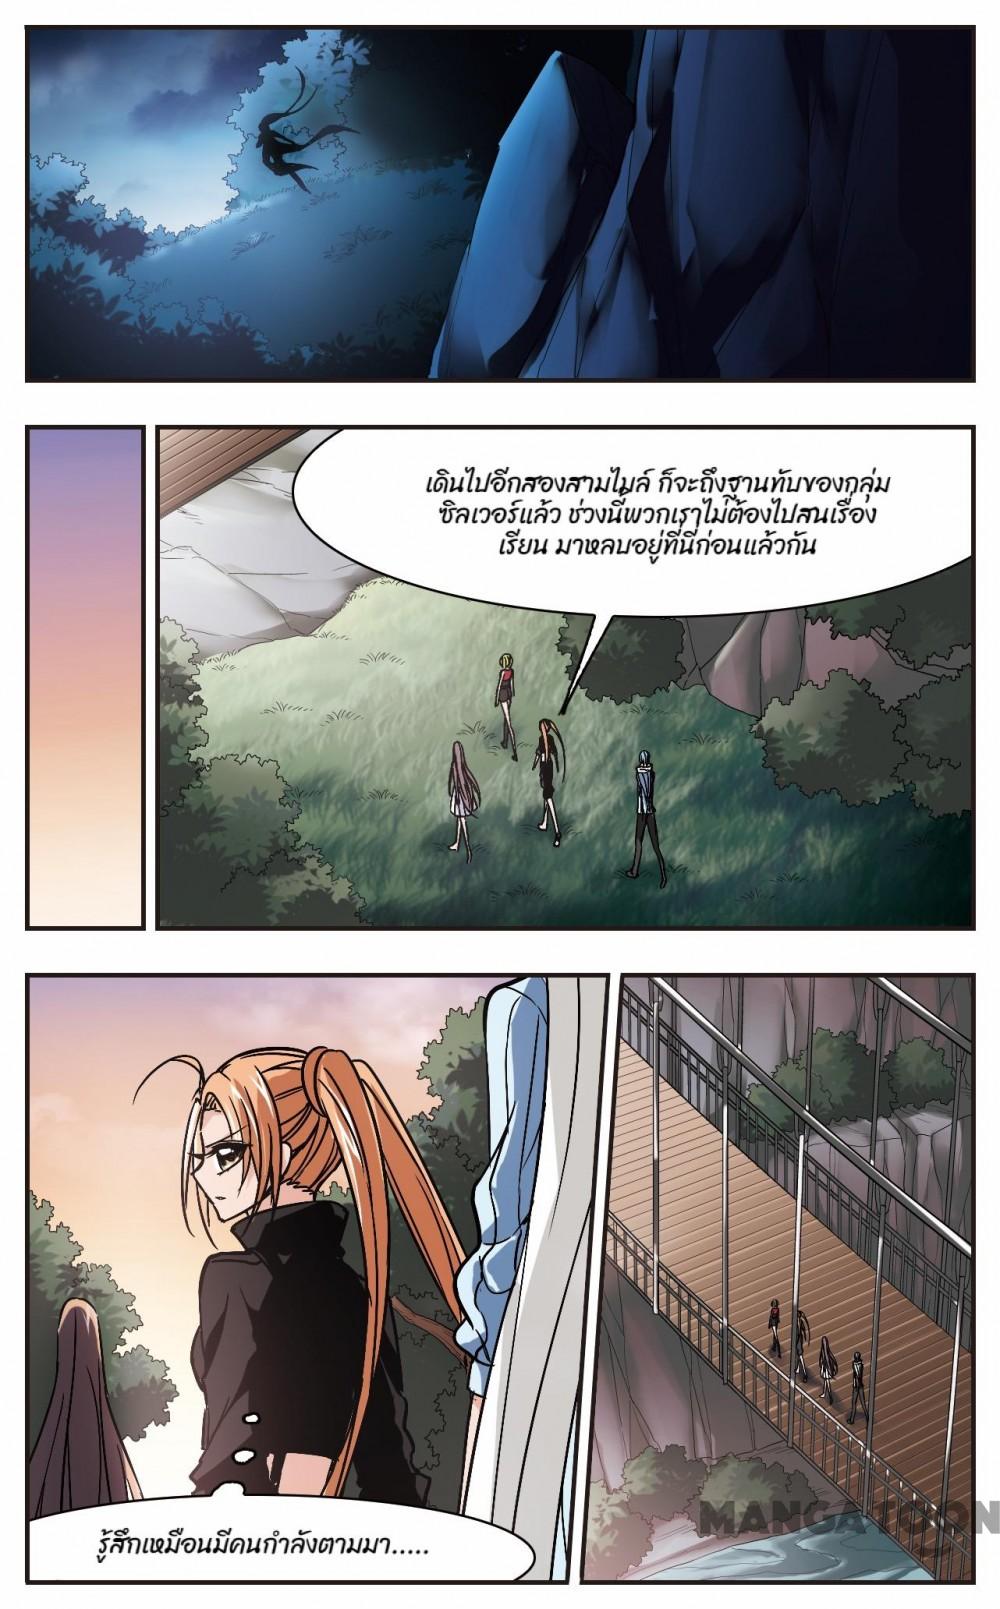 เดินไปอีกสองสามไมล์ ก็จะถึงฐานทัพของกลุ่ม
ซิลเวอร์แล้ว ช่วงนี้พวกเราไม่ต้องไปสนเรื่อง
เรียน มาหลบอยู่ที่นี่ก่อนแล้วกัน
รู้สึกเหมือนมีคนกำลังตามมา.....
MANGATOON